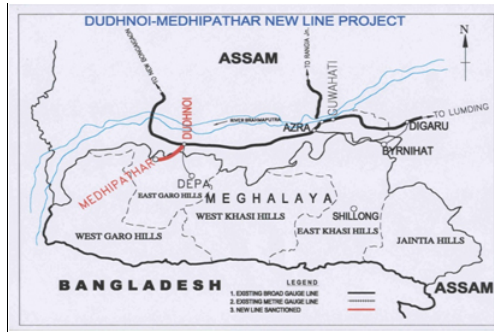 DUDHNOI-MEDHIPATHAR NEW LINE PROJECT
N
ASSAM
TO NEW BONGAIGAON
TO RANGIA Jn.
GUWAHATI
DUDHNOI
RIVER BRAHMAPUTRA
AZRA
TO LUMDING
DIGARU
BYRNIHAT
MEDHIPATHAR
DEPA
EAST GARO HILLS
MEGHALAYA
WEST KHASI HILLS
SHILLONG
WEST GARO HILLS
EAST KHASI HILLS
JAINTIA HILLS
BANGLADESH
ASSAM
LEGEND
1. EXISTING BROAD GAUGE LINE
2. EXISTING METRE GAUGE LINE
3. NEW LINE SANCTIONED